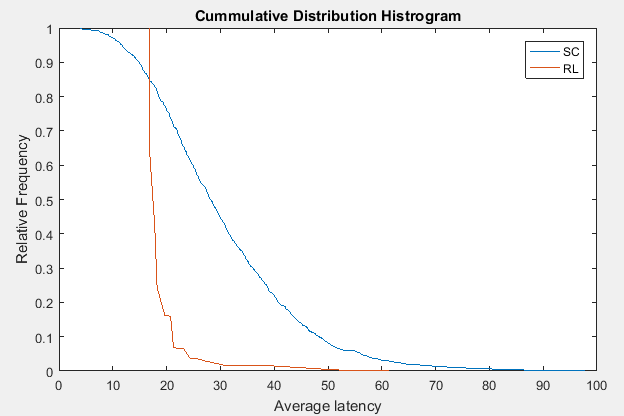 Cummulative Distribution Histrogram
SC
RL
Relative Frequency
1
0.9
0.8
0.7
0.6
0.5
0.4
0.3
0.2
0.1
0
0 10 20 30 40 50 60 70 80 90 100
Average latency